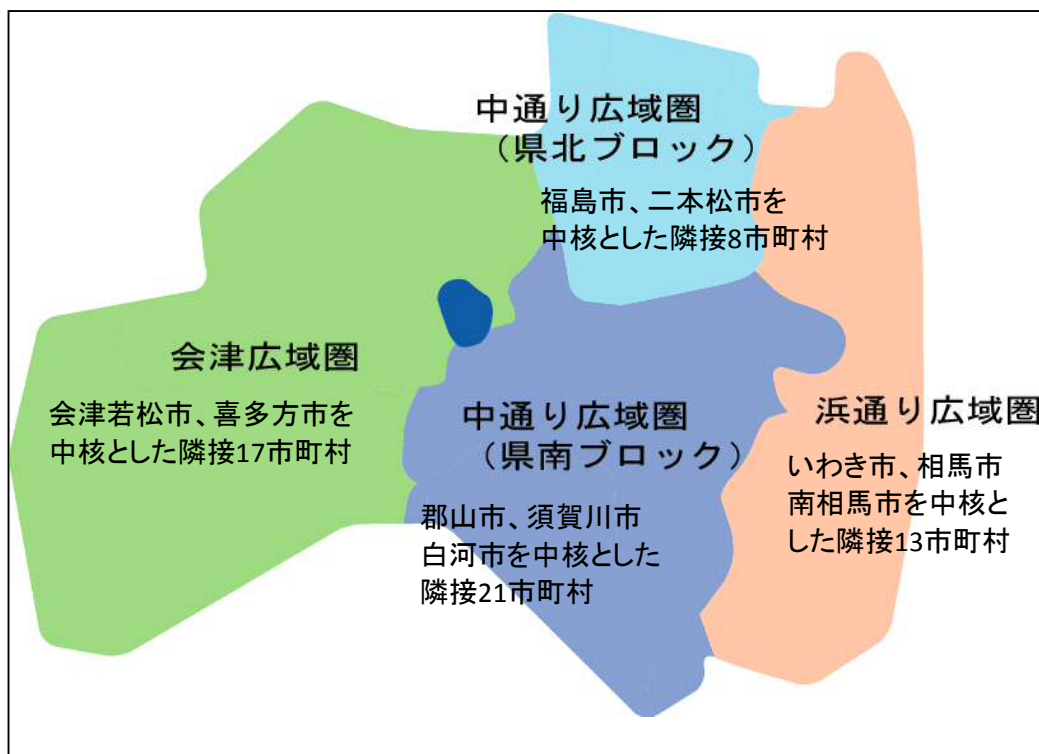 中通り広域圏
（県北ブロック）
福島市、二本松市を
中核とした隣接8市町村
会津広域圏
会津若松市、喜多方市を
中核とした隣接17市町村
中通り広域圏
（県南ブロック）
郡山市、須賀川市
白河市を中核とした
隣接21市町村
浜通り広域圏
いわき市、相馬市
南相馬市を中核と
した隣接13市町村